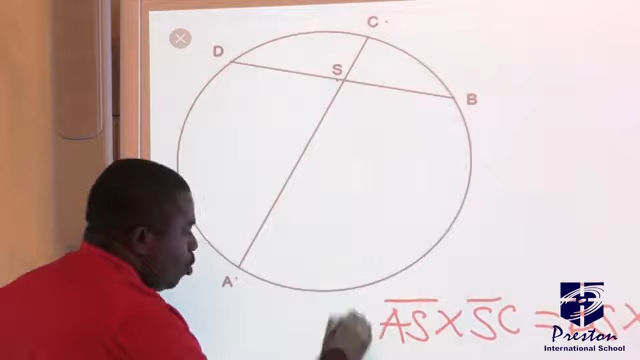 C
D
S
B
A
AS X SC =
Preston
International School